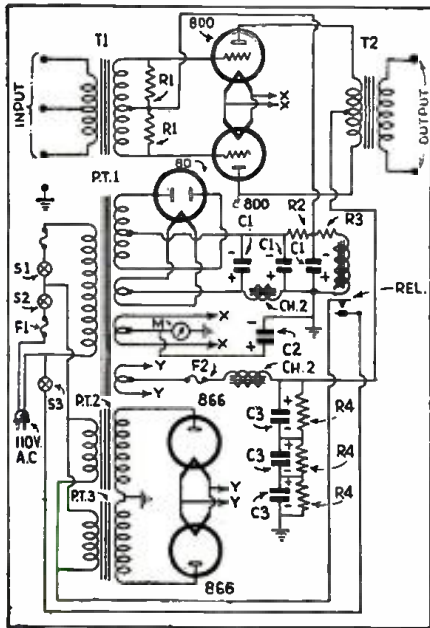 800
T1
T2
INPUT
R1
R1
X
X
OUTPUT
P.T.1
80
800
C1
R2
R3
C1
C1
S1
S2
F1
CH.2
REL.
M
X
X
C2
Y
F2
CH.2
Y
S3
866
110V.
A.C
P.T.2
C3
R4
C3
R4
P.T.3
Y
Y
C3
R4
866